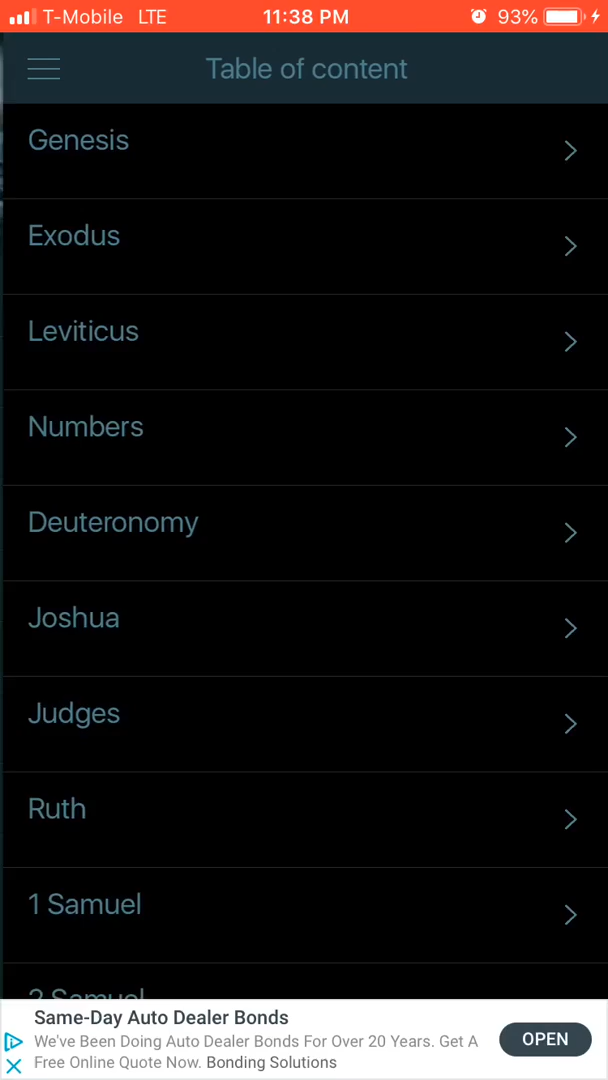 T-Mobile LTE 11:38 PM 93%
Table of content
Genesis
Exodus
Leviticus
Numbers
Deuteronomy
Joshua
Judges
Ruth
1 Samuel
2 Samuel
Same-Day Auto Dealer Bonds
We've Been Doing Auto Dealer Bonds For Over 20 Years. Get A
Free Online Quote Now. Bonding Solutions
OPEN